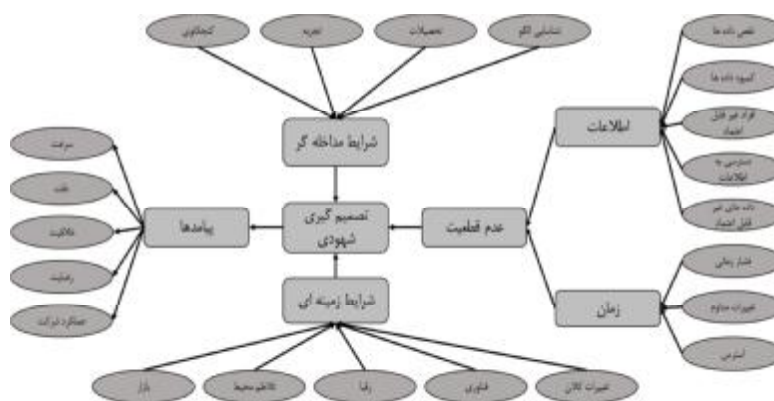 شناسایی الگو
تحصیلات
تجربه
کنجکاوی
نقص داده ها
کمبود داده ها
افراد غیر قابل
اعتماد
دسترسی به
اطلاعات
داده های غیر
قابل اعتماد
اطلاعات
شرایط مداخله گر
سرعت
دقت
خلاقیت
رضایت
عملکرد شرکت
پیامدها
تصمیم گیری
شهودی
عدم قطعیت
فشار زمانی
تغییرات مداوم
استرس
زمان
شرایط زمینه ای
تغییرات کلان
فناوری
رقبا
تلاطم محیط
بازار